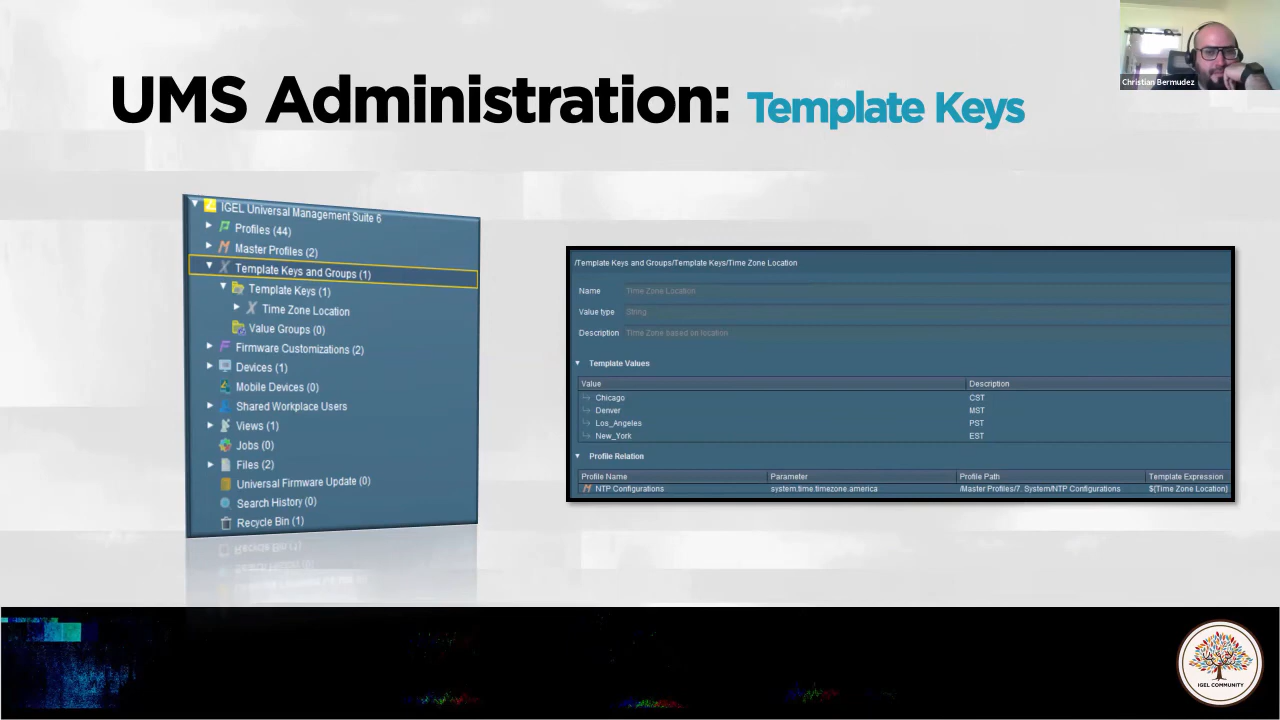 UMS Administration: Template Keys
Christian Bermudez
IGEL Universal Management Suite 6
Profiles (44)
Master Profiles (2)
Template Keys and Groups (1)
Template Keys (1)
Time Zone Location
Value Groups (0)
Firmware Customizations (2)
Devices (1)
Mobile Devices (0)
Shared Workplace Users
Views (1)
Jobs (0)
Files (2)
Universal Firmware Update (0)
Search History (0)
Recycle Bin (1)
/Template Keys and Groups/Template Keys/Time Zone Location
Name Time Zone Location
Value type String
Description Time Zone based on location
Template Values
Value Description
Chicago CST
Denver MST
Los_Angeles PST
New_York EST
Profile Relation
Profile Name Parameter Profile Path Template Expression
NTP Configurations system.time.timezone.america /Master Profiles/7. System/NTP Configurations ${Time Zone Location}
IGEL COMMUNITY